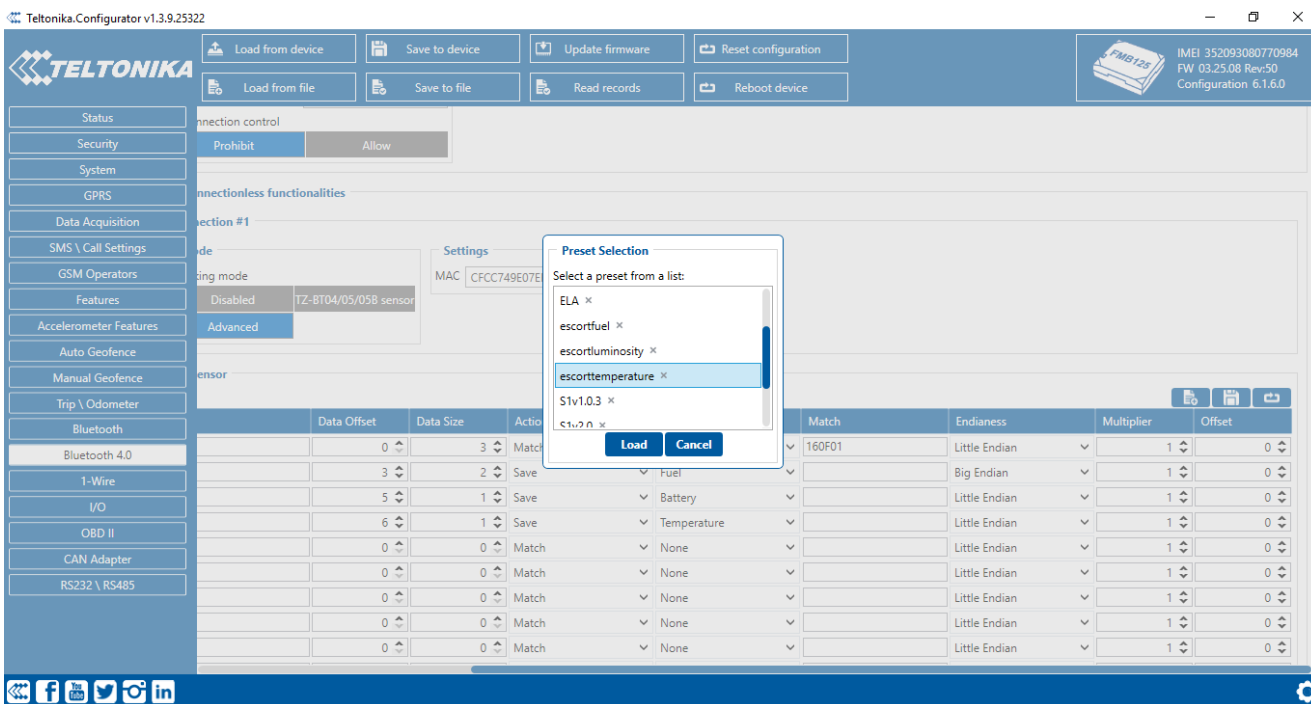 Teltonika.Configurator v1.3.9.25322
TELTONIKA
Load from device
Save to device
Update firmware
Reset configuration
Load from file
Save to file
Read records
Reboot device
FMB125
IMEI 352093080770984
FW 03.25.08 Rev:50
Configuration 6.1.6.0
Status
Security
System
GPRS
Data Acquisition
SMS \ Call Settings
GSM Operators
Features
Accelerometer Features
Auto Geofence
Manual Geofence
Trip \ Odometer
Bluetooth
Bluetooth 4.0
1-Wire
I/O
OBD II
CAN Adapter
RS232 \ RS485
nnection control
Prohibit Allow
nnectionless functionalities
ection #1
de
ing mode
Disabled TZ-BT04/05/05B sensor
Advanced
Settings
MAC CFCC749E07E
Preset Selection
Select a preset from a list:
ELA ×
escortfuel ×
escortluminosity ×
escorttemperature ×
S1v1.0.3 ×
S1v2.0 ×
Load Cancel
ensor
Data Offset Data Size Actio Match Endianess Multiplier Offset
0 3 Match 160F01 Little Endian 1 0
3 2 Save Fuel Big Endian 1 0
5 1 Save Battery Little Endian 1 0
6 1 Save Temperature Little Endian 1 0
0 0 Match None Little Endian 1 0
0 0 Match None Little Endian 1 0
0 0 Match None Little Endian 1 0
0 0 Match None Little Endian 1 0
0 0 Match None Little Endian 1 0
You Tube
in